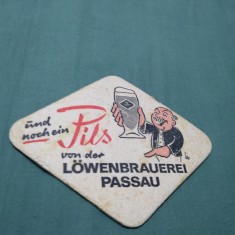 und
noch ein Pils
von der
LÖWENBRAUEREI
PASSAU